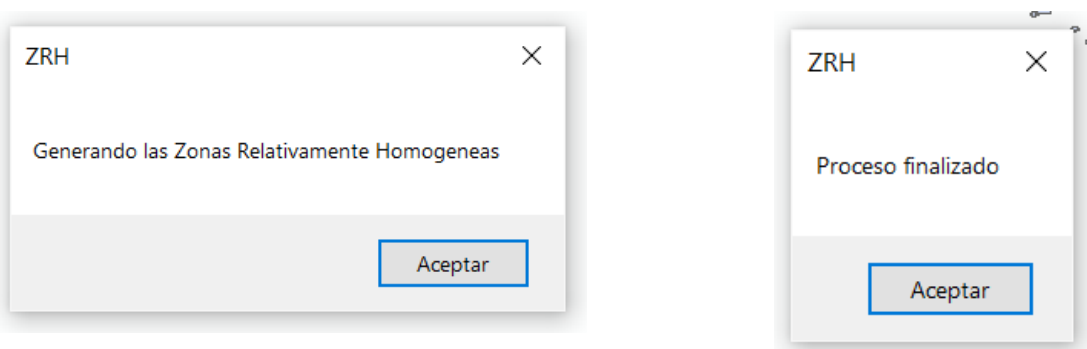 ZRH
Generando las Zonas Relativamente Homogeneas
Aceptar
ZRH
Proceso finalizado
Aceptar